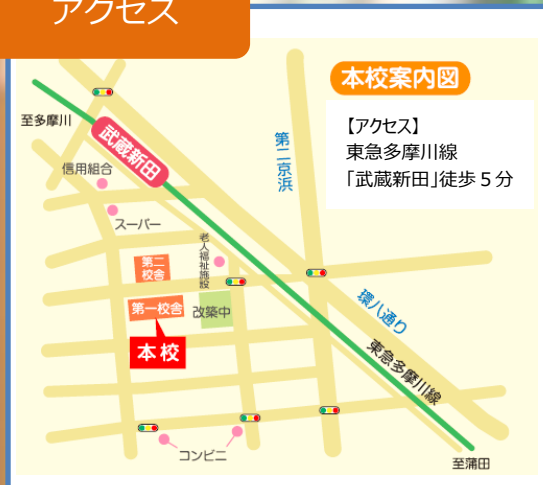 アクセス
本校案内図
【アクセス】
東急多摩川線
「武蔵新田」徒歩５分
至多摩川
武蔵新田
信用組合
スーパー
第二京浜
老人福祉施設
第二
校舎
第一校舎
改築中
本校
環八通り
東急多摩川線
コンビニ
至蒲田